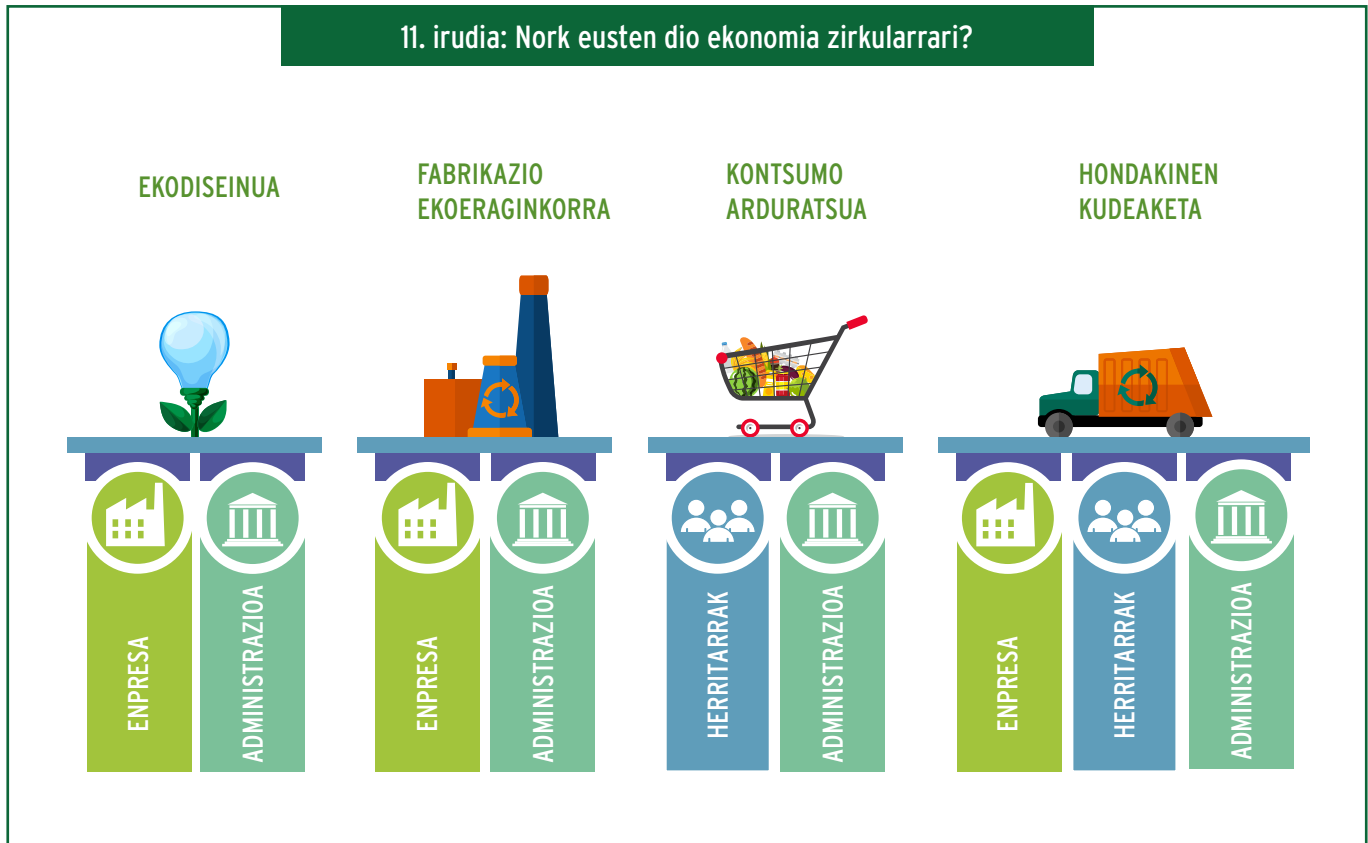 11. irudia: Nork eusten dio ekonomia zirkularrari?
EKODISEINUA
FABRIKAZIO
EKOERAGINKORRA
KONTSUMO
ARDURATSUA
HONDAKINEN
KUDEAKETA
ENPRESA
ADMINISTRAZIOA
ENPRESA
ADMINISTRAZIOA
HERRITARRAK
ADMINISTRAZIOA
ENPRESA
HERRITARRAK
ADMINISTRAZIOA